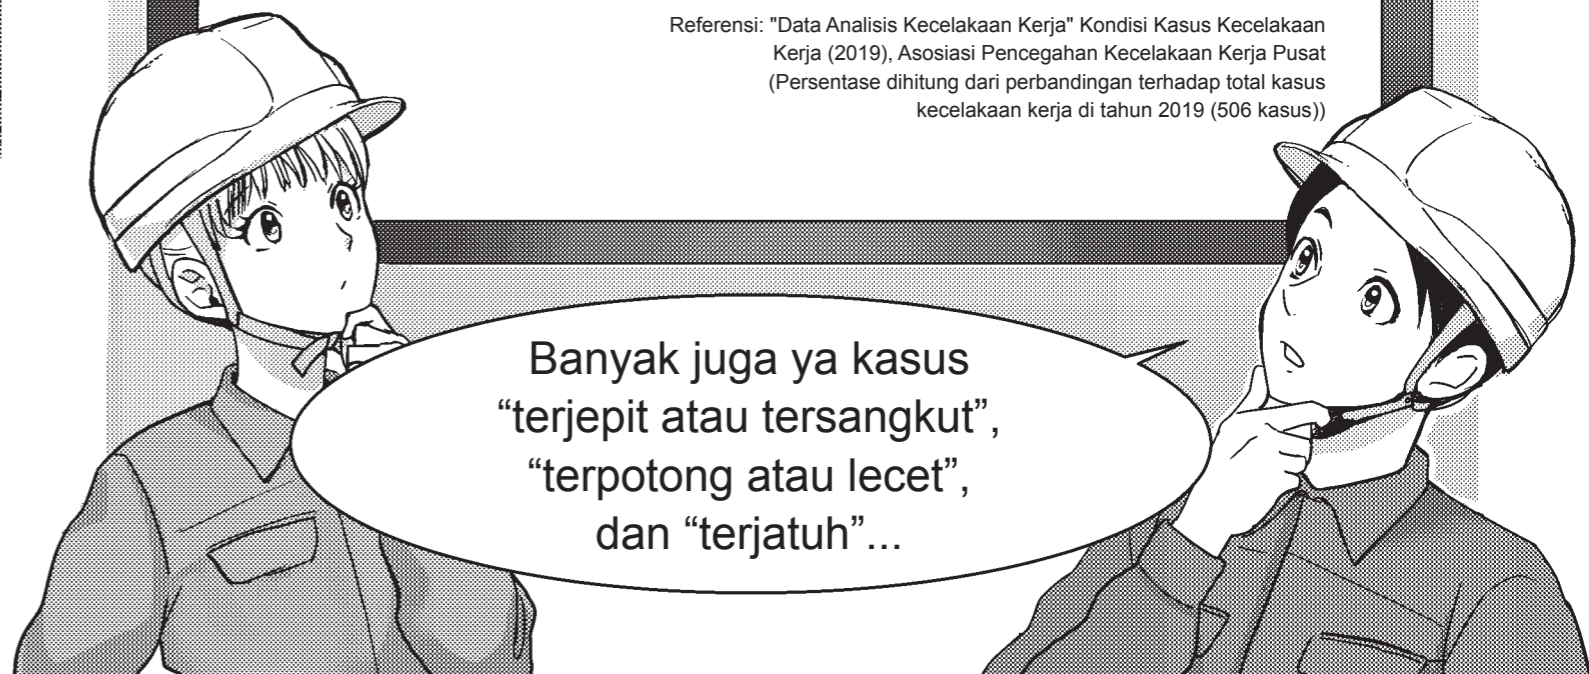 Referensi: "Data Analisis Kecelakaan Kerja" Kondisi Kasus Kecelakaan
Kerja (2019), Asosiasi Pencegahan Kecelakaan Kerja Pusat
(Persentase dihitung dari perbandingan terhadap total kasus
kecelakaan kerja di tahun 2019 (506 kasus))
Banyak juga ya kasus
“terjepit atau tersangkut”,
“terpotong atau lecet”,
dan “terjatuh”...